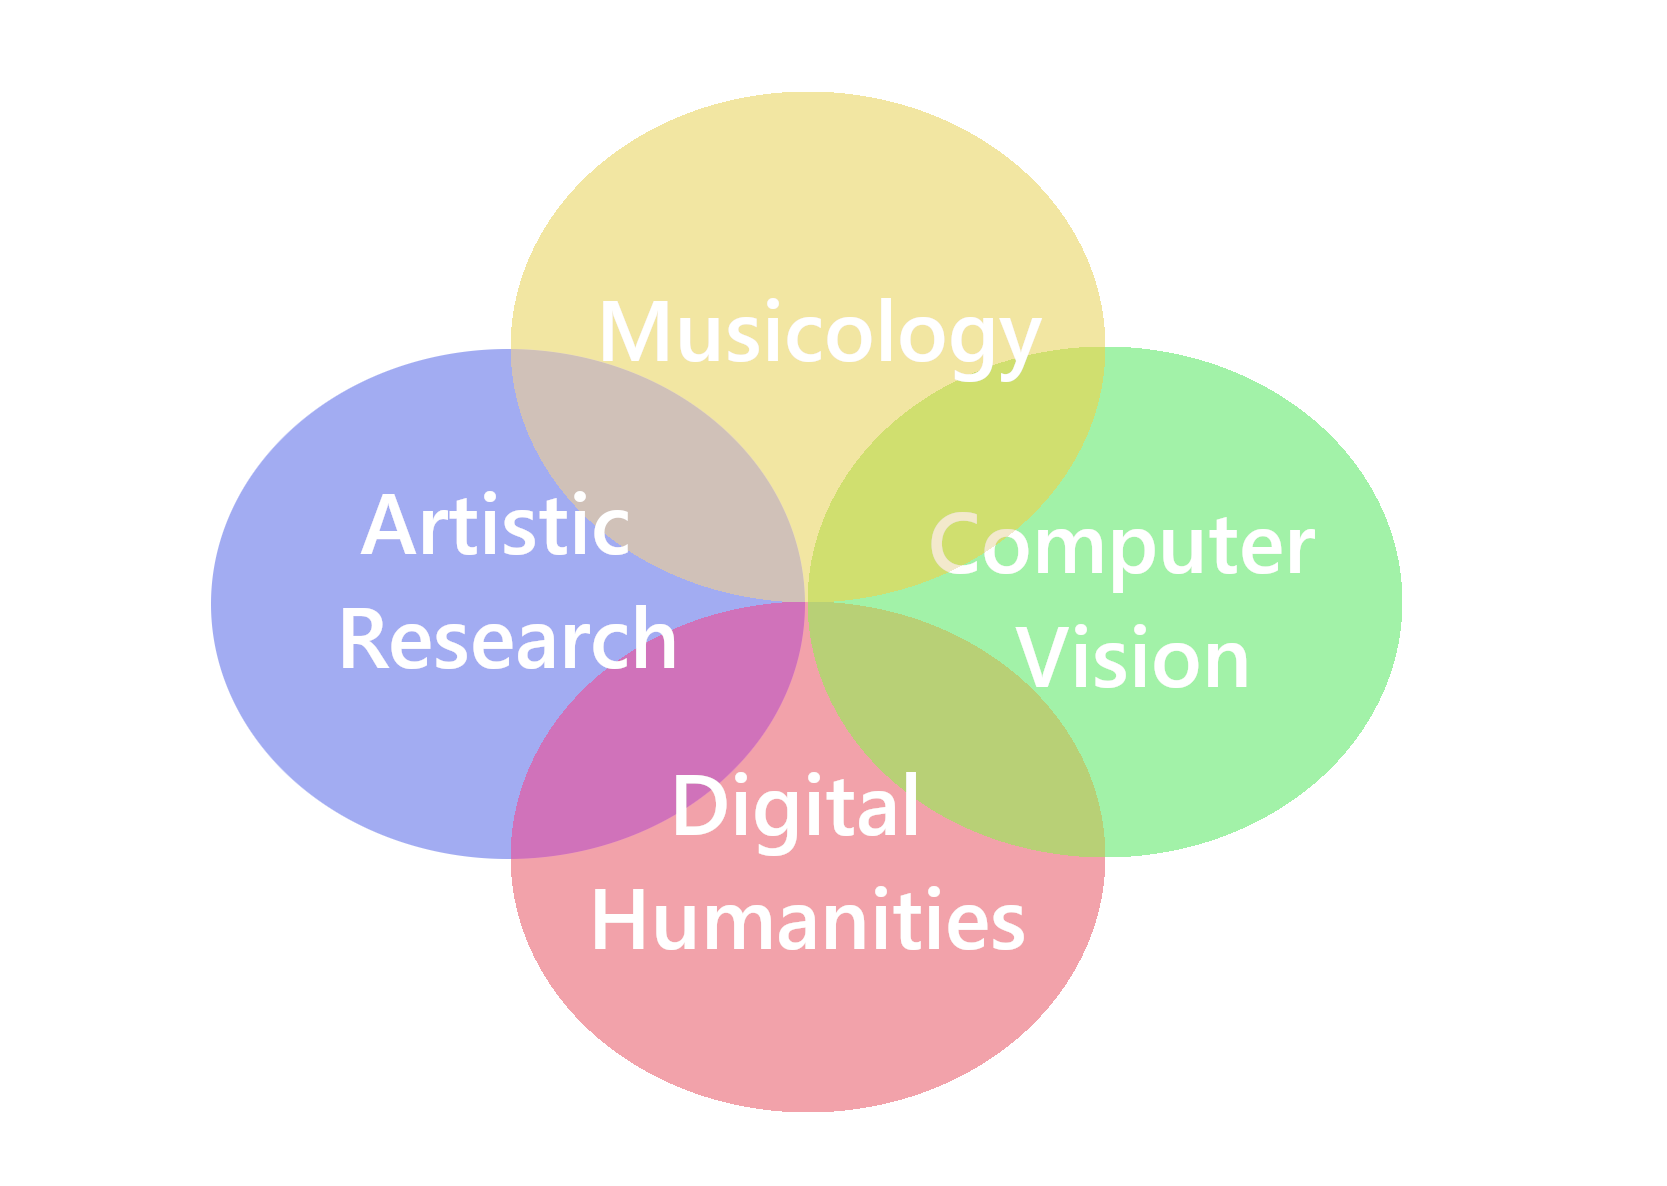 Musicology
Artistic
Research
Computer
Vision
Digital
Humanities